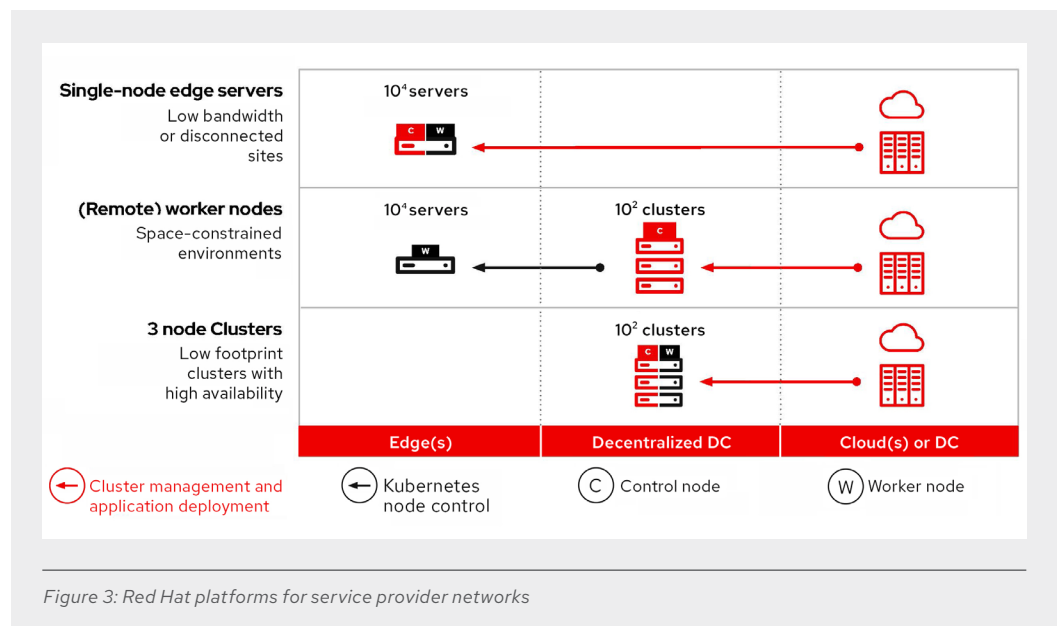 Single-node edge servers
Low bandwidth
or disconnected
sites
10⁴ servers
C W
(Remote) worker nodes
Space-constrained
environments
10⁴ servers
W
10² clusters
C
3 node Clusters
Low footprint
clusters with
high availability
10² clusters
C W
Edge(s) Decentralized DC Cloud(s) or DC
Cluster management and
application deployment
Kubernetes
node control
C Control node
W Worker node
Figure 3: Red Hat platforms for service provider networks